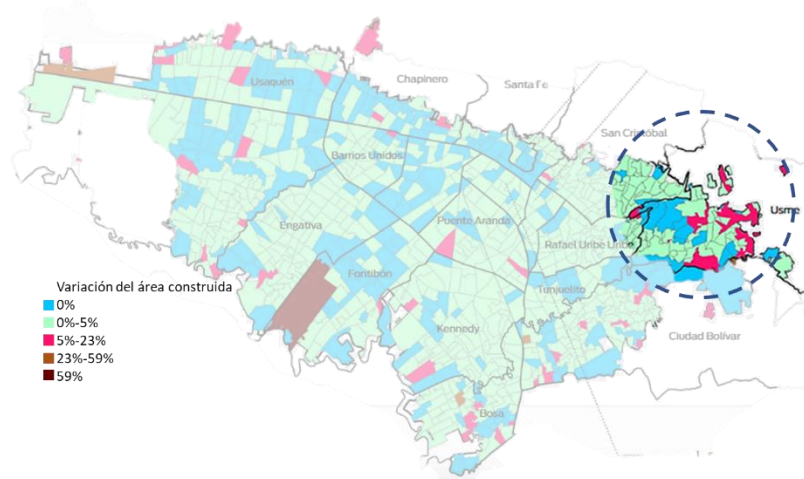 Chapinero
Usaquén
Santa Fe
San Cristóbal
Barrios Unidos
Usme
Engativa
Puente Aranda
Rafael Uribe Uribe
Fontibón
Tunjuelito
Variación del área construida
0%
0%-5%
5%-23%
23%-59%
59%
Kennedy
Ciudad Bolívar
Bosa